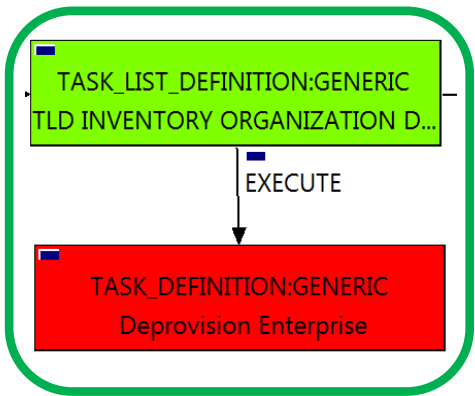 TASK_LIST_DEFINITION:GENERIC
TLD INVENTORY ORGANIZATION D...
EXECUTE
TASK_DEFINITION:GENERIC
Deprovision Enterprise